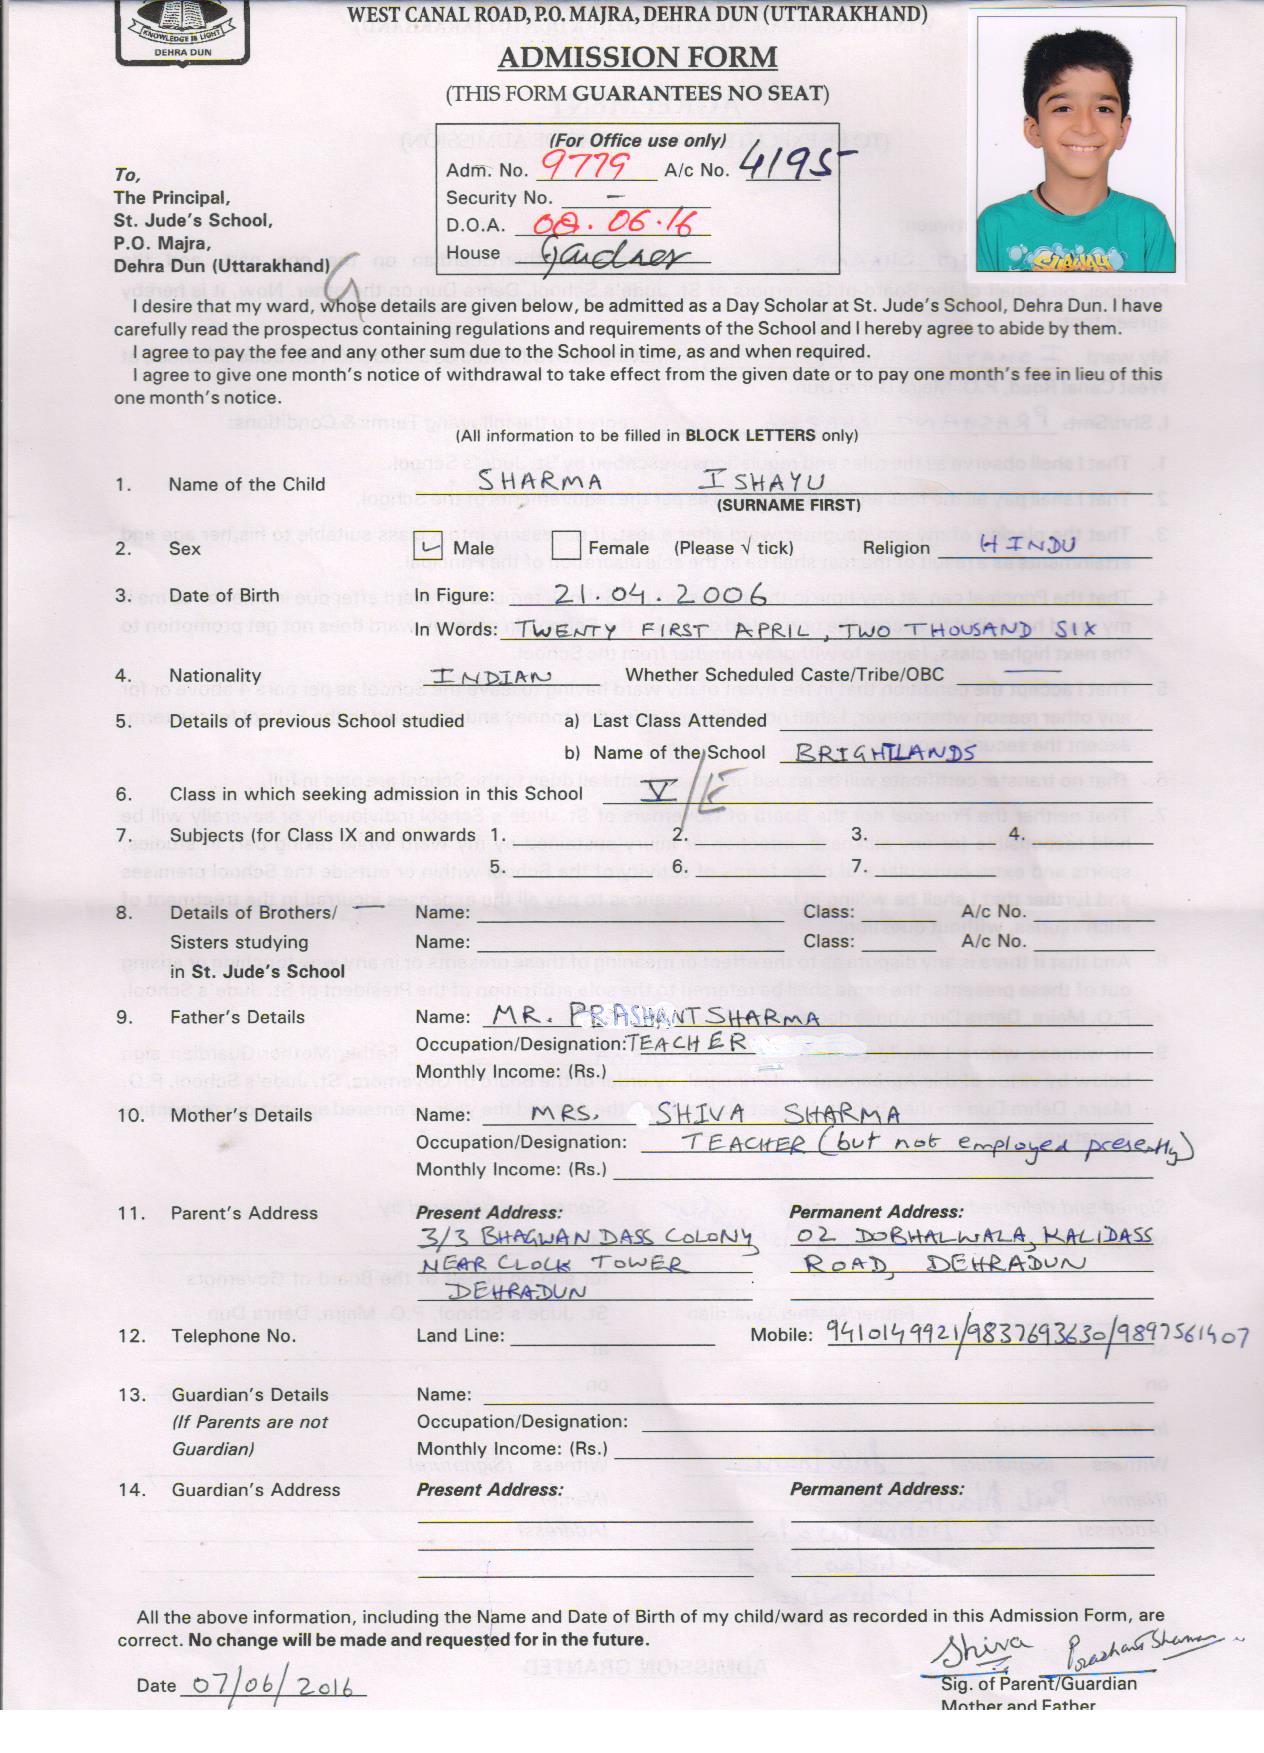 KNOWLEDGE IS LIGHT
DEHRA DUN
WEST CANAL ROAD, P.O. MAJRA, DEHRA DUN (UTTARAKHAND)
ADMISSION FORM
(THIS FORM GUARANTEES NO SEAT)
(For Office use only)
Adm. No. 9779 A/c No. 4195
Security No. –
D.O.A. 08.06.16
House Gardner
To,
The Principal,
St. Jude's School,
P.O. Majra,
Dehra Dun (Uttarakhand)
SUBWAY
I desire that my ward, whose details are given below, be admitted as a Day Scholar at St. Jude's School, Dehra Dun. I have
carefully read the prospectus containing regulations and requirements of the School and I hereby agree to abide by them.
I agree to pay the fee and any other sum due to the School in time, as and when required.
I agree to give one month's notice of withdrawal to take effect from the given date or to pay one month's fee in lieu of this
one month's notice.
(All information to be filled in BLOCK LETTERS only)
1. Name of the Child SHARMA ISHAYU
(SURNAME FIRST)
2. Sex Male Female (Please √ tick) Religion HINDU
3. Date of Birth In Figure: 21.04.2006
In Words: TWENTY FIRST APRIL, TWO THOUSAND SIX
4. Nationality INDIAN Whether Scheduled Caste/Tribe/OBC —
5. Details of previous School studied a) Last Class Attended
b) Name of the School BRIGHTLANDS
6. Class in which seeking admission in this School V/E
7. Subjects (for Class IX and onwards 1. 2. 3. 4.
5. 6. 7.
8. Details of Brothers/ Name: Class: A/c No.
Sisters studying Name: Class: A/c No.
in St. Jude's School
9. Father's Details Name: MR. PRASHANT SHARMA
Occupation/Designation: TEACHER
Monthly Income: (Rs.)
10. Mother's Details Name: MRS. SHIVA SHARMA
Occupation/Designation: TEACHER (but not employed presently)
Monthly Income: (Rs.)
11. Parent's Address Present Address: Permanent Address:
3/3 BHAGWAN DASS COLONY 02 DOBHALWALA, KALIDASS
NEAR CLOCK TOWER ROAD, DEHRADUN
DEHRADUN
12. Telephone No. Land Line: Mobile: 9410149921/9837693630/9897561407
13. Guardian's Details Name:
(If Parents are not Occupation/Designation:
Guardian) Monthly Income: (Rs.)
14. Guardian's Address Present Address: Permanent Address:
All the above information, including the Name and Date of Birth of my child/ward as recorded in this Admission Form, are
correct. No change will be made and requested for in the future.
Shiva Prashant Sharma
Date 07/06/2016 Sig. of Parent/Guardian
Mother and Father